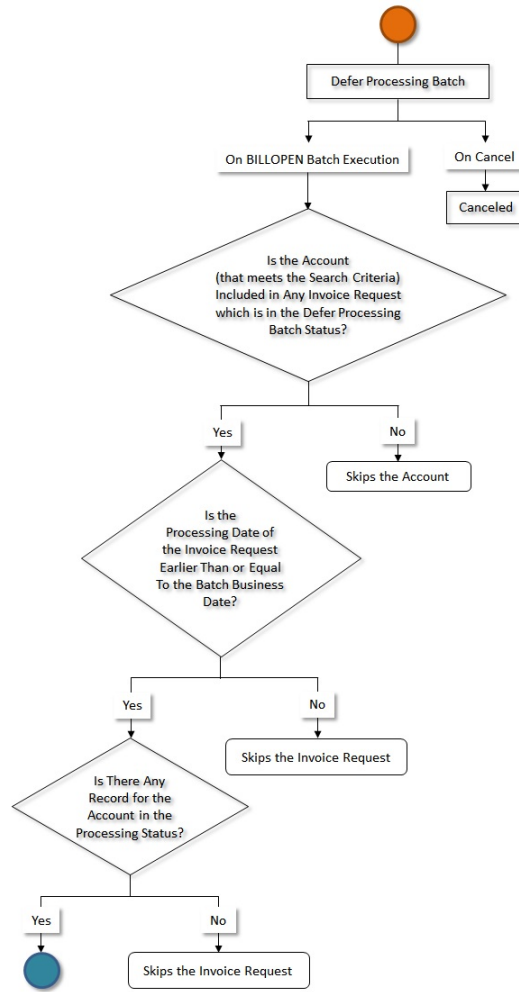 Defer Processing Batch
On BILLOPEN Batch Execution
On Cancel
Canceled
Is the Account
(that meets the Search Criteria)
Included in Any Invoice Request
which is in the Defer Processing
Batch Status?
Yes
No
Skips the Account
Is the
Processing Date of
the Invoice Request
Earlier Than or Equal
To the Batch Business
Date?
Yes
No
Skips the Invoice Request
Is There Any
Record for the
Account in the
Processing Status?
Yes
No
Skips the Invoice Request